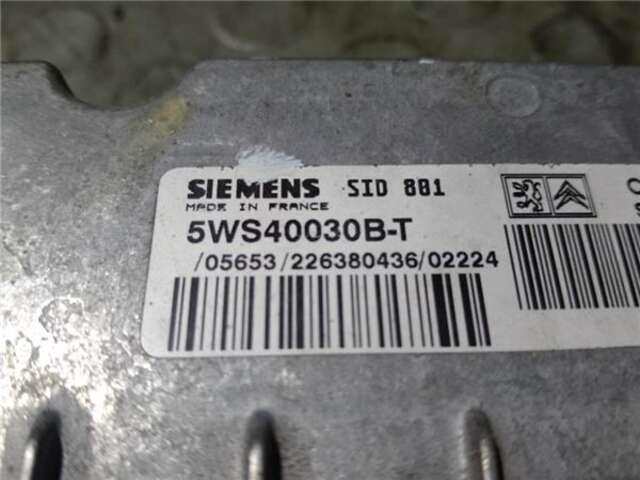 SIEMENS SID 801
MADE IN FRANCE
5WS40030B-T
/05653/226380436/02224